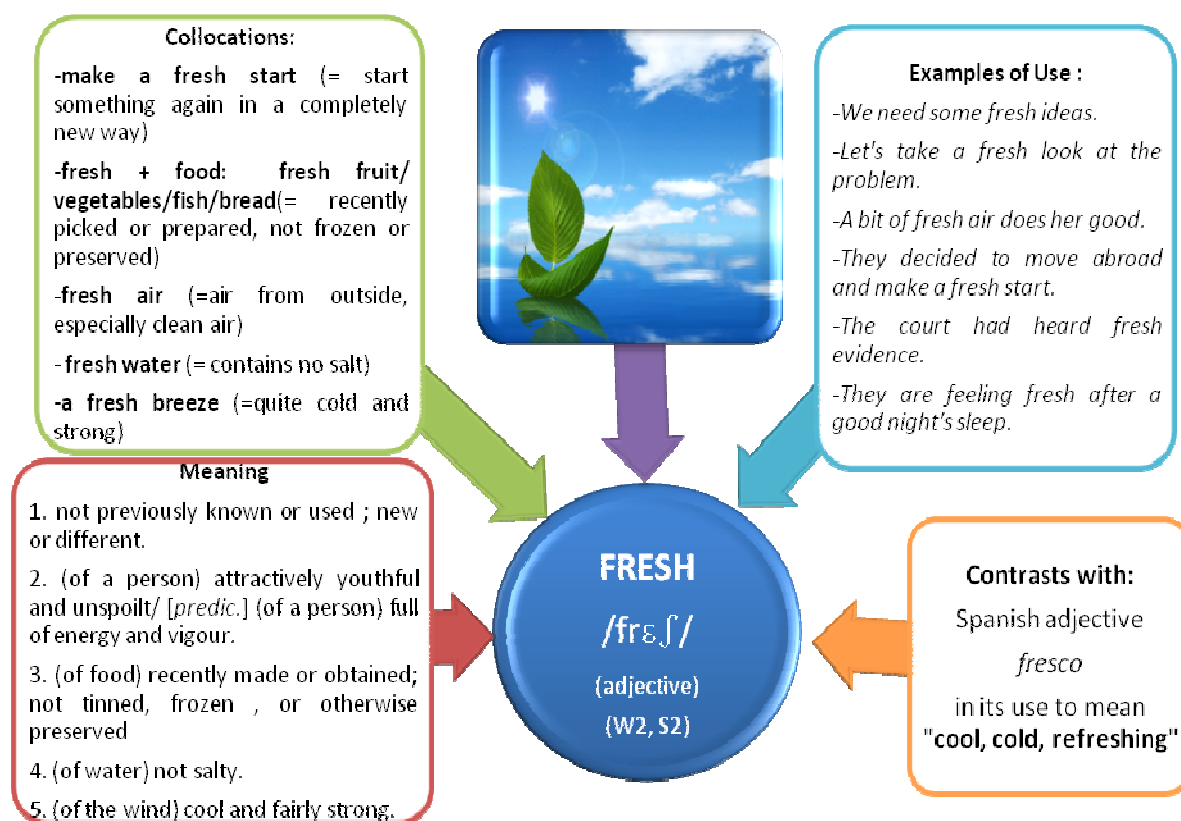 Collocations:
-make a fresh start (= start
something again in a completely
new way)
-fresh + food: fresh fruit/
vegetables/fish/bread(= recently
picked or prepared, not frozen or
preserved)
-fresh air (=air from outside,
especially clean air)
- fresh water (= contains no salt)
-a fresh breeze (=quite cold and
strong)
Meaning
1. not previously known or used ; new
or different.
2. (of a person) attractively youthful
and unspoilt/ [predic.] (of a person) full
of energy and vigour.
3. (of food) recently made or obtained;
not tinned, frozen , or otherwise
preserved
4. (of water) not salty.
5. (of the wind) cool and fairly strong.
FRESH
/frɛʃ/
(adjective)
(W2, S2)
Examples of Use :
-We need some fresh ideas.
-Let's take a fresh look at the
problem.
-A bit of fresh air does her good.
-They decided to move abroad
and make a fresh start.
-The court had heard fresh
evidence.
-They are feeling fresh after a
good night's sleep.
Contrasts with:
Spanish adjective
fresco
in its use to mean
"cool, cold, refreshing"